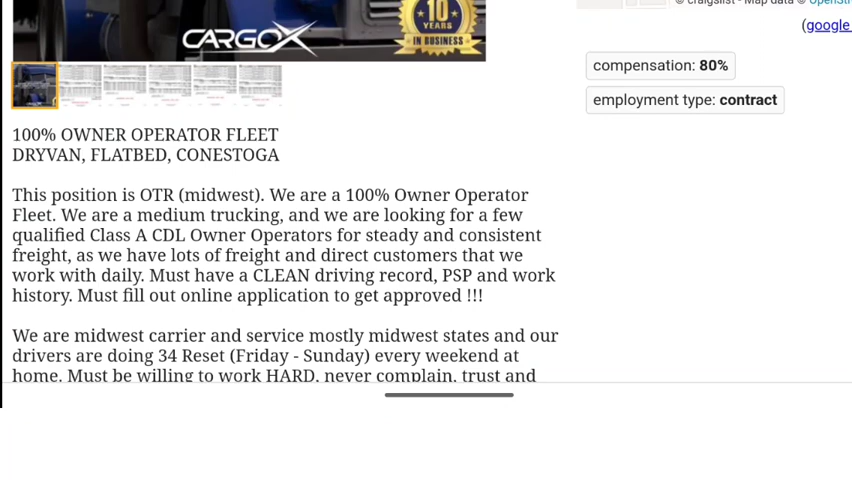 © craigslist - Map data © OpenStr
(google
CARGOX
10
YEARS
IN BUSINESS
compensation: 80%
employment type: contract
100% OWNER OPERATOR FLEET
DRYVAN, FLATBED, CONESTOGA
This position is OTR (midwest). We are a 100% Owner Operator
Fleet. We are a medium trucking, and we are looking for a few
qualified Class A CDL Owner Operators for steady and consistent
freight, as we have lots of freight and direct customers that we
work with daily. Must have a CLEAN driving record, PSP and work
history. Must fill out online application to get approved !!!
We are midwest carrier and service mostly midwest states and our
drivers are doing 34 Reset (Friday - Sunday) every weekend at
home. Must be willing to work HARD, never complain, trust and